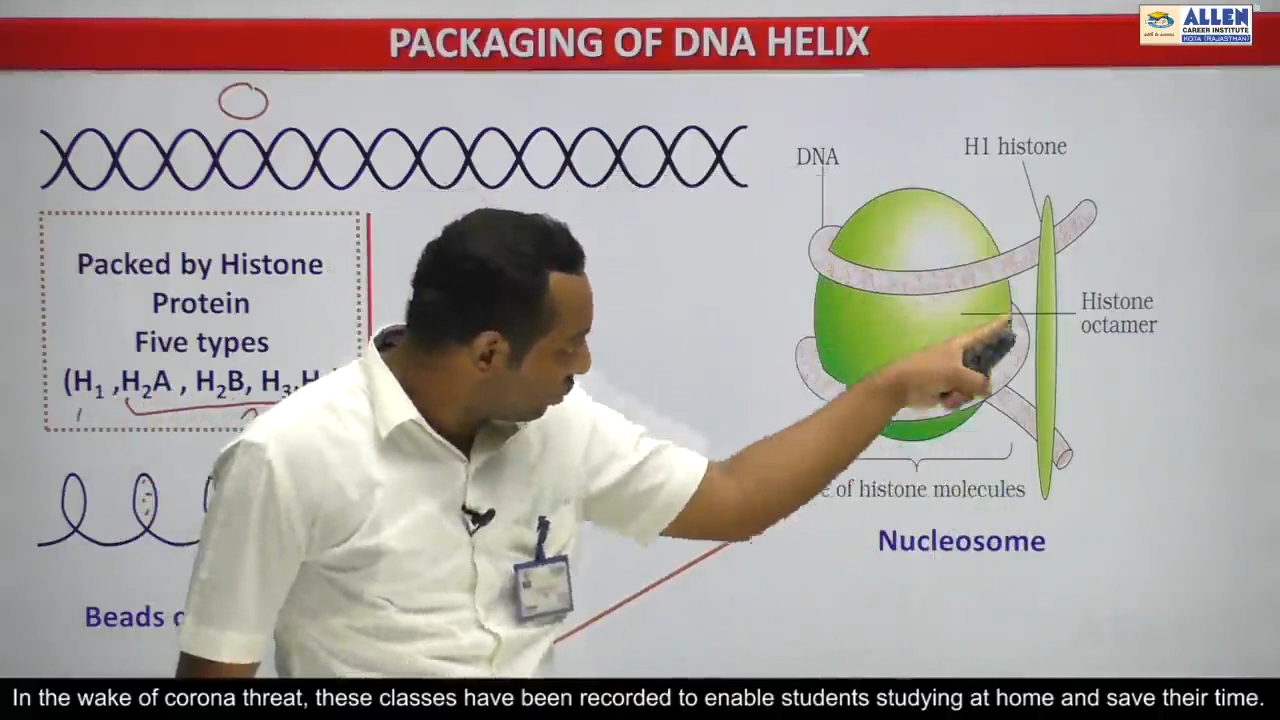 PACKAGING OF DNA HELIX
ALLEN
CAREER INSTITUTE
KOTA (RAJASTHAN)
DNA
H1 histone
Packed by Histone
Protein
Five types
(H₁ ,H₂A , H₂B, H₃,H
Histone
octamer
of histone molecules
Nucleosome
Beads
In the wake of corona threat, these classes have been recorded to enable students studying at home and save their time.